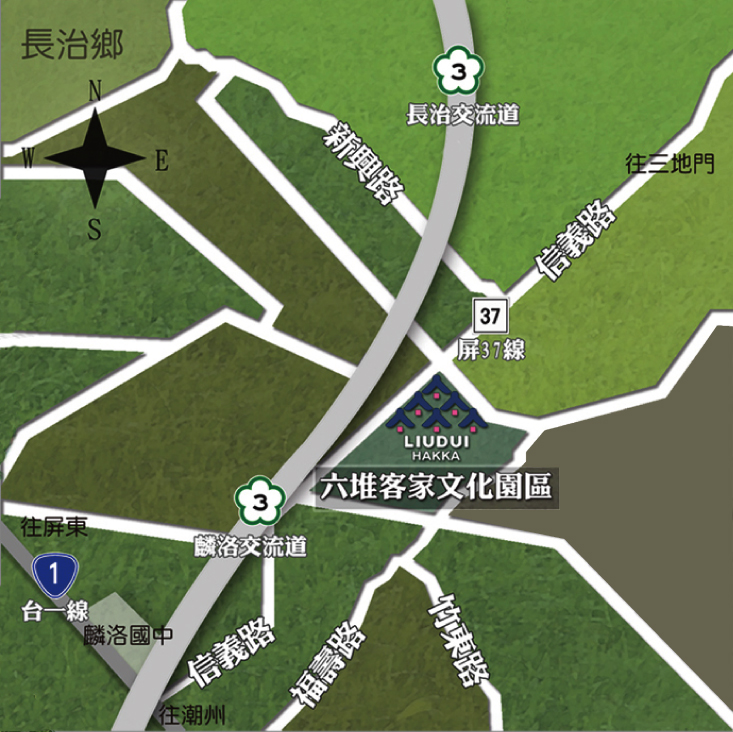 長治鄉
N
W
E
S
3
長治交流道
新興路
往三地門
信義路
37
屏37線
LIUDUI
HAKKA
六堆客家文化園區
3
麟洛交流道
往屏東
1
台一線
麟洛國中
信義路
福壽路
竹東路
往潮州